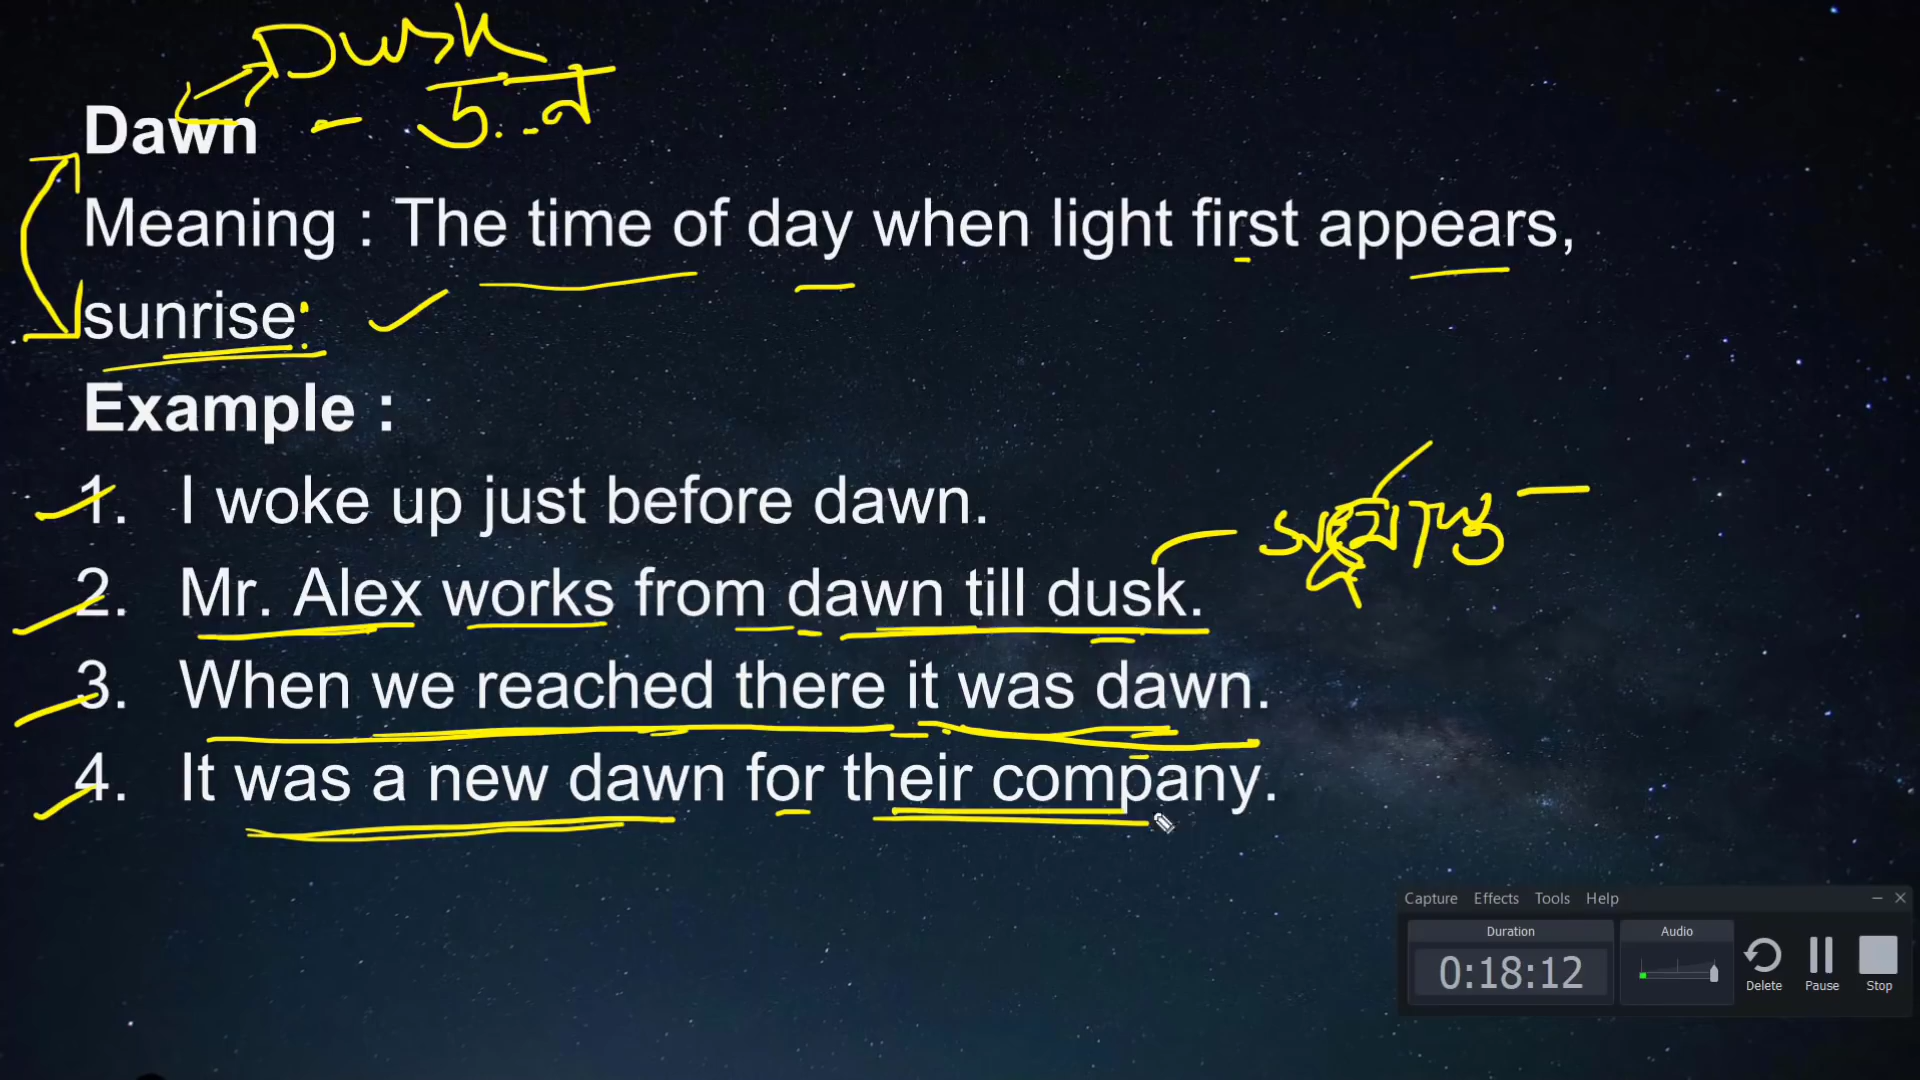 Dusk
Dawn
Meaning : The time of day when light first appears,
sunrise:
Example :
1. I woke up just before dawn.
2. Mr. Alex works from dawn till dusk.
3. When we reached there it was dawn.
4. It was a new dawn for their company.
Capture Effects Tools Help
Duration Audio
0:18:12
Delete Pause Stop